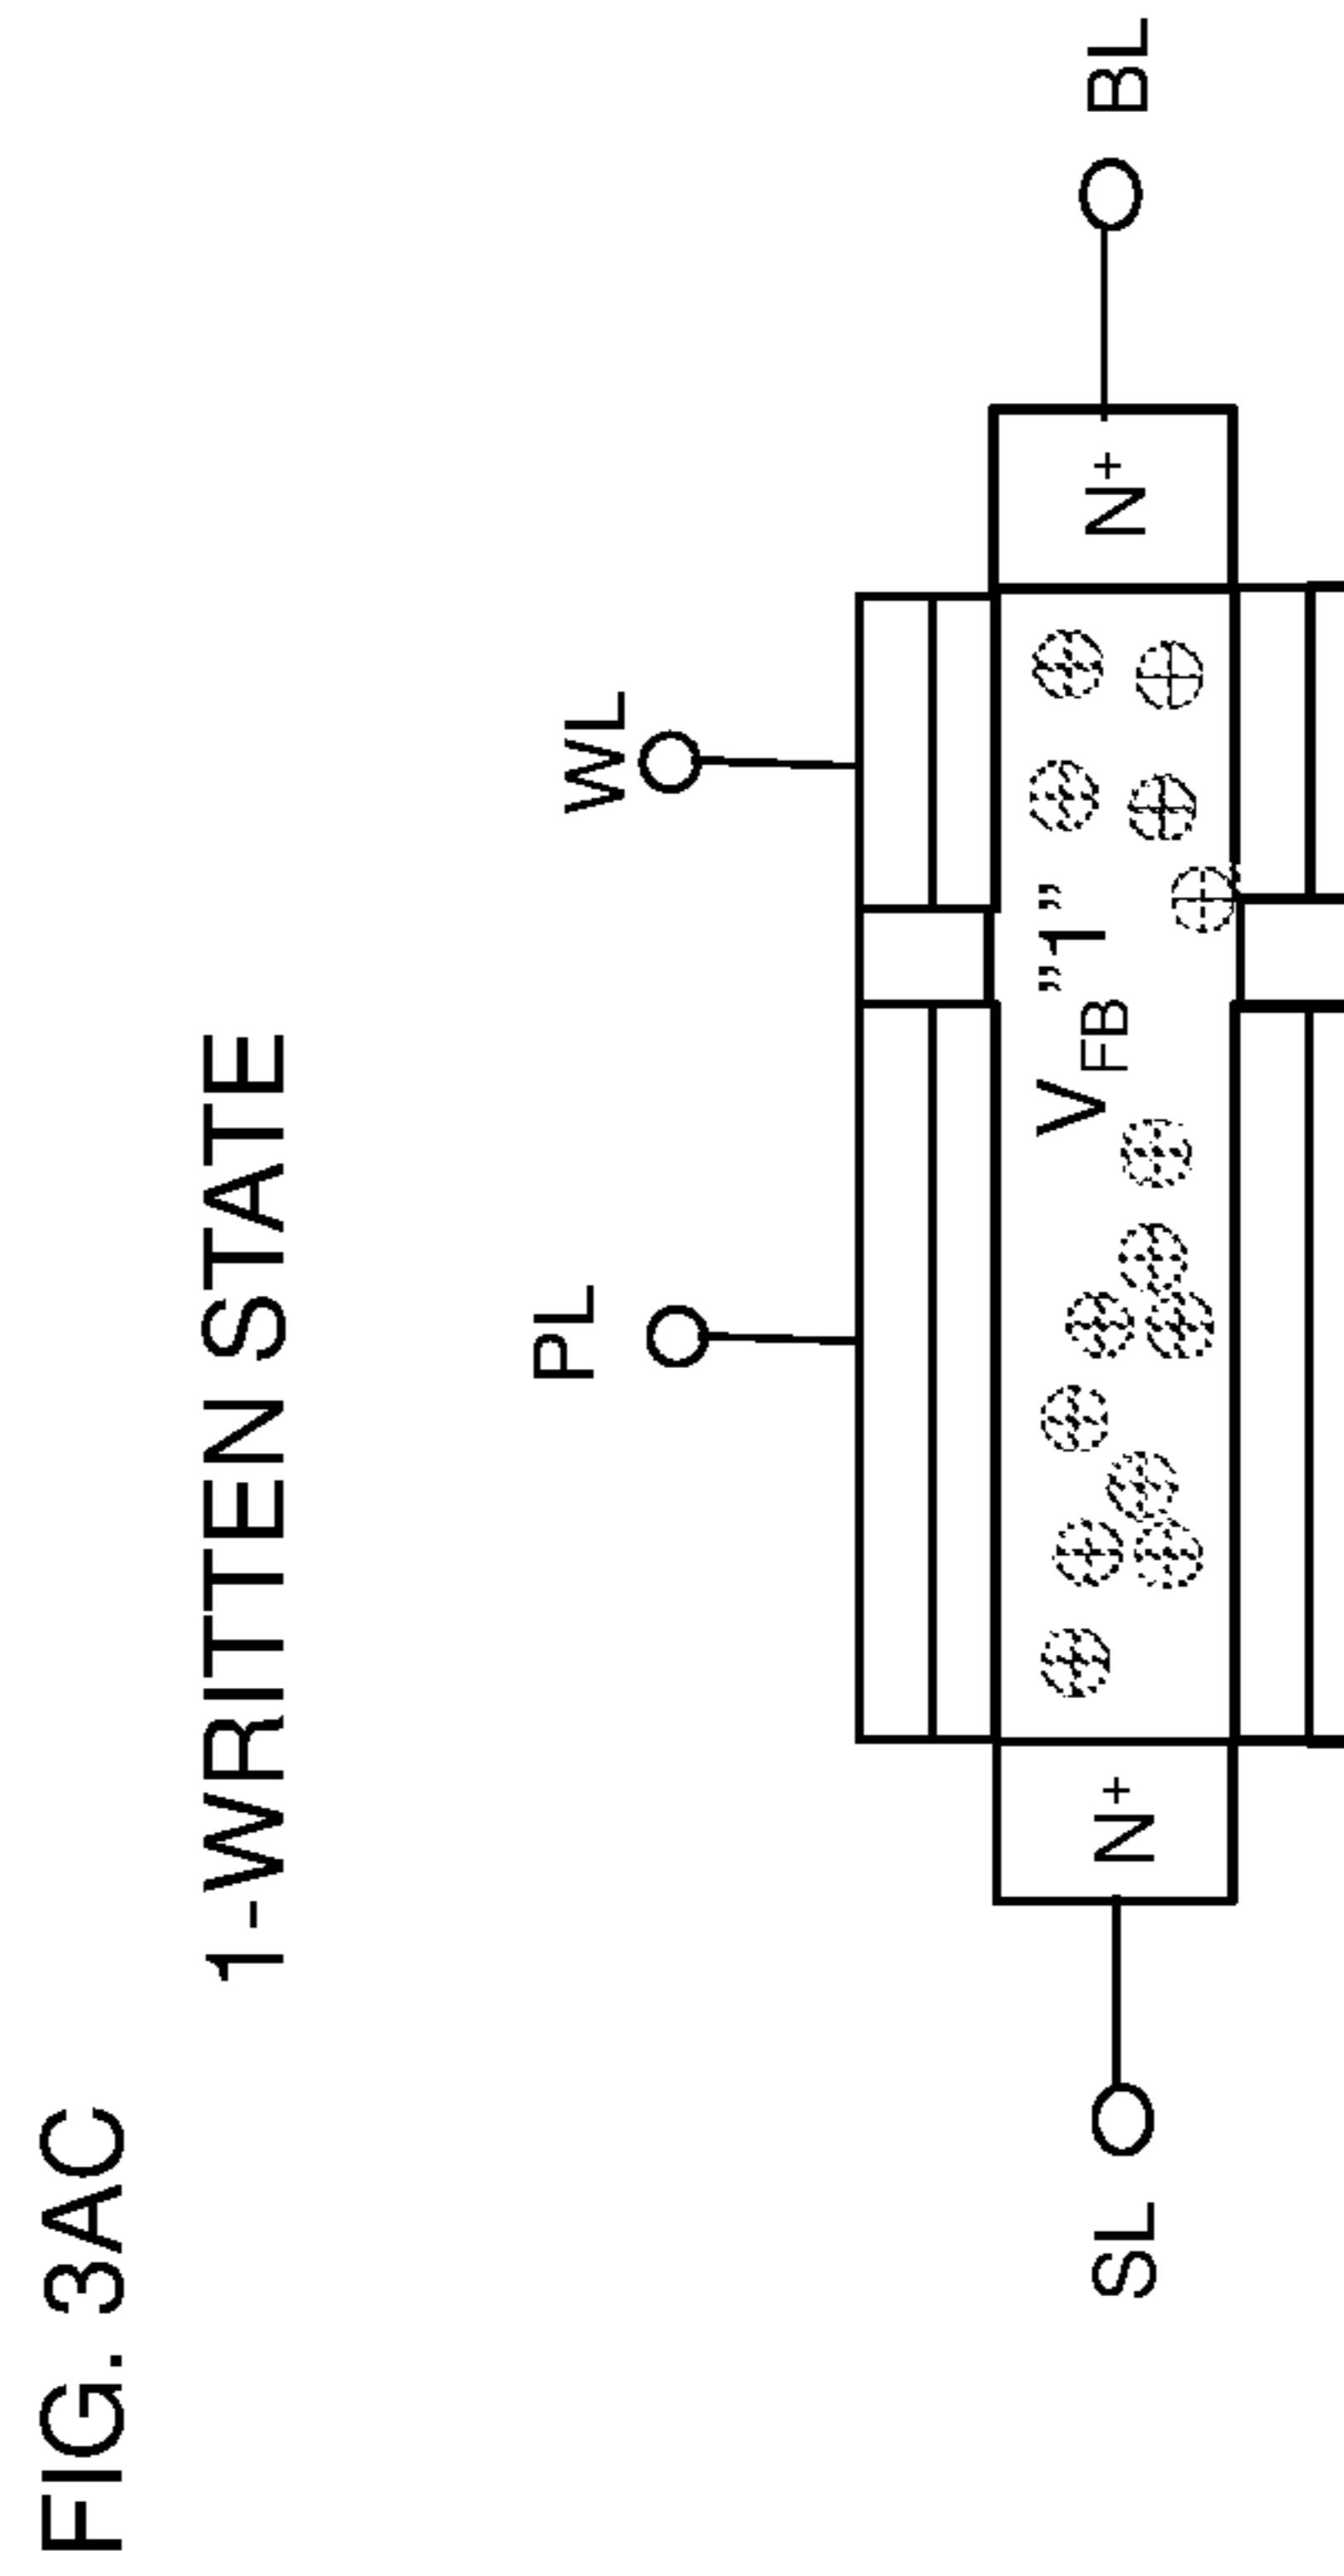 FIG. 3AC
1-WRITTEN STATE
PL
WL
SL
N+
VFB ”1”
N+
BL